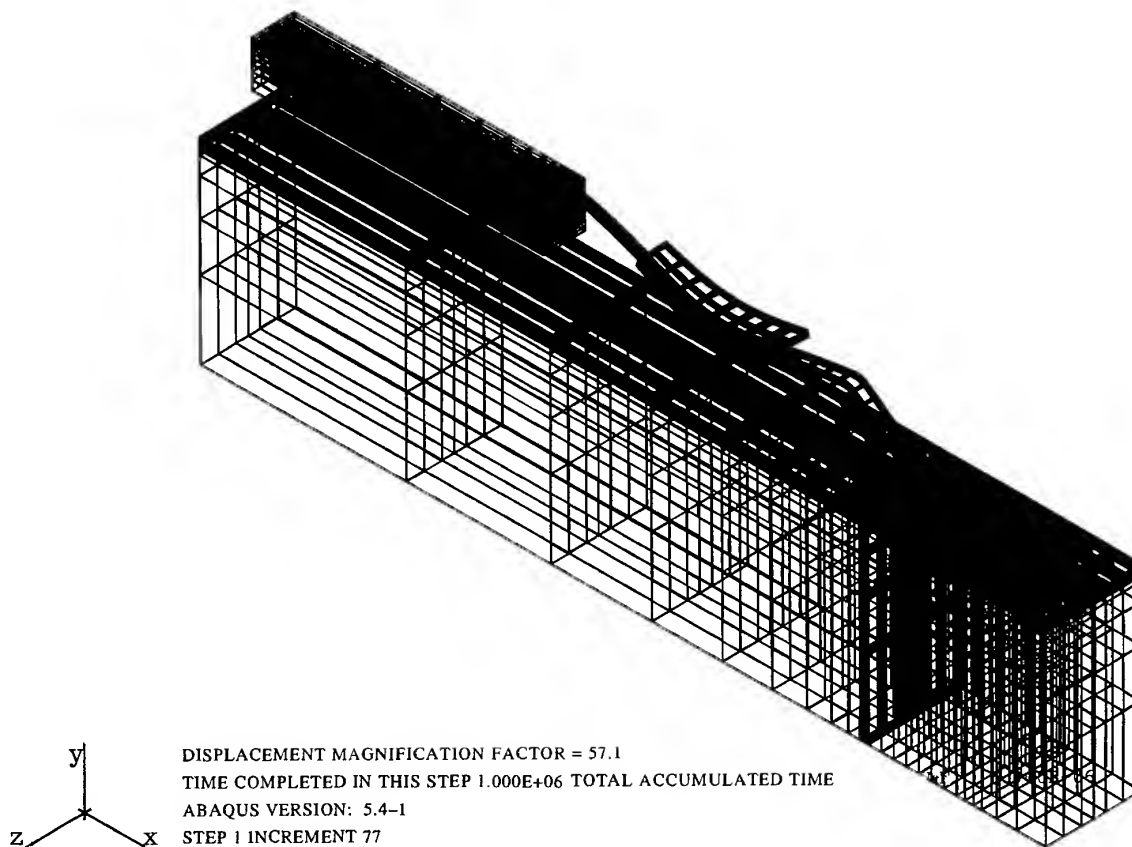 y
z
x
DISPLACEMENT MAGNIFICATION FACTOR = 57.1
TIME COMPLETED IN THIS STEP 1.000E+06 TOTAL ACCUMULATED TIME
ABAQUS VERSION: 5.4-1
STEP 1 INCREMENT 77